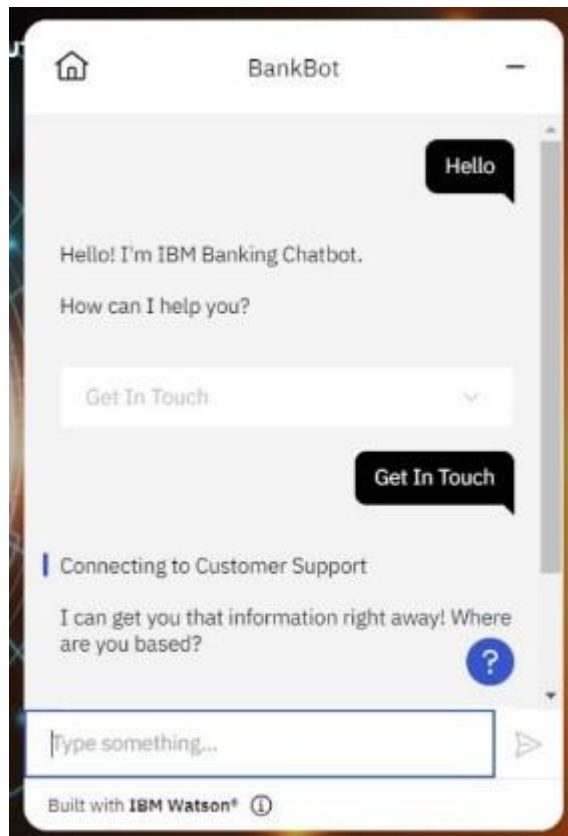 BankBot
Hello
Hello! I'm IBM Banking Chatbot.
How can I help you?
Get In Touch
Get In Touch
Connecting to Customer Support
I can get you that information right away! Where
are you based?
?
Type something...
Built with IBM Watson®